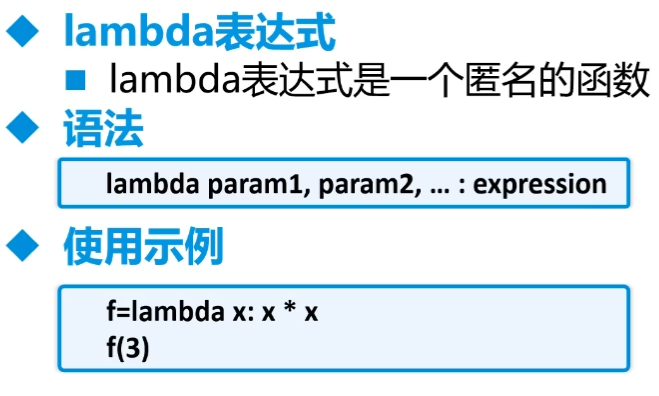 lambda表达式
lambda表达式是一个匿名的函数
语法
lambda param1, param2, ... : expression
使用示例
f=lambda x: x * x
f(3)